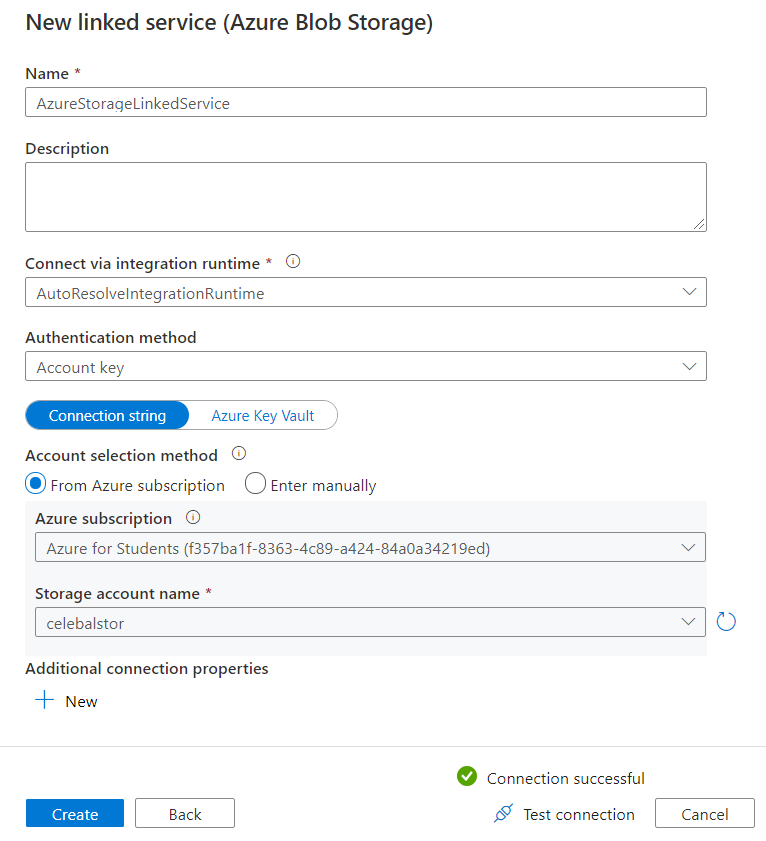 New linked service (Azure Blob Storage)
Name *
AzureStorageLinkedService
Description
Connect via integration runtime *
AutoResolveIntegrationRuntime
Authentication method
Account key
Connection string Azure Key Vault
Account selection method
From Azure subscription Enter manually
Azure subscription
Azure for Students (f357ba1f-8363-4c89-a424-84a0a34219ed)
Storage account name *
celebalstor
Additional connection properties
New
Connection successful
Create Back Test connection Cancel